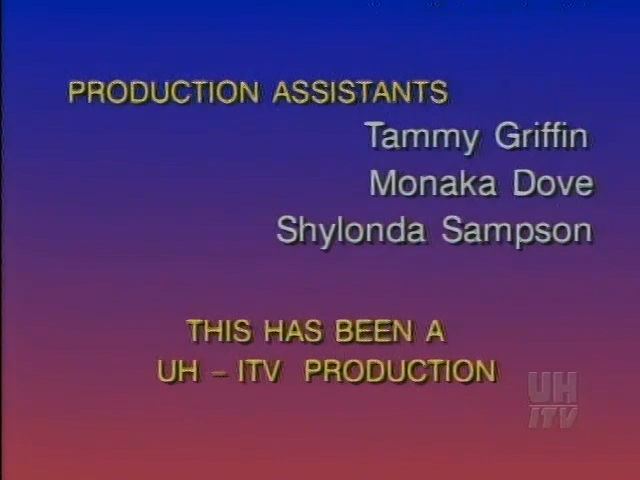 PRODUCTION ASSISTANTS
Tammy Griffin
Monaka Dove
Shylonda Sampson
THIS HAS BEEN A
UH – ITV PRODUCTION
UH
ITV